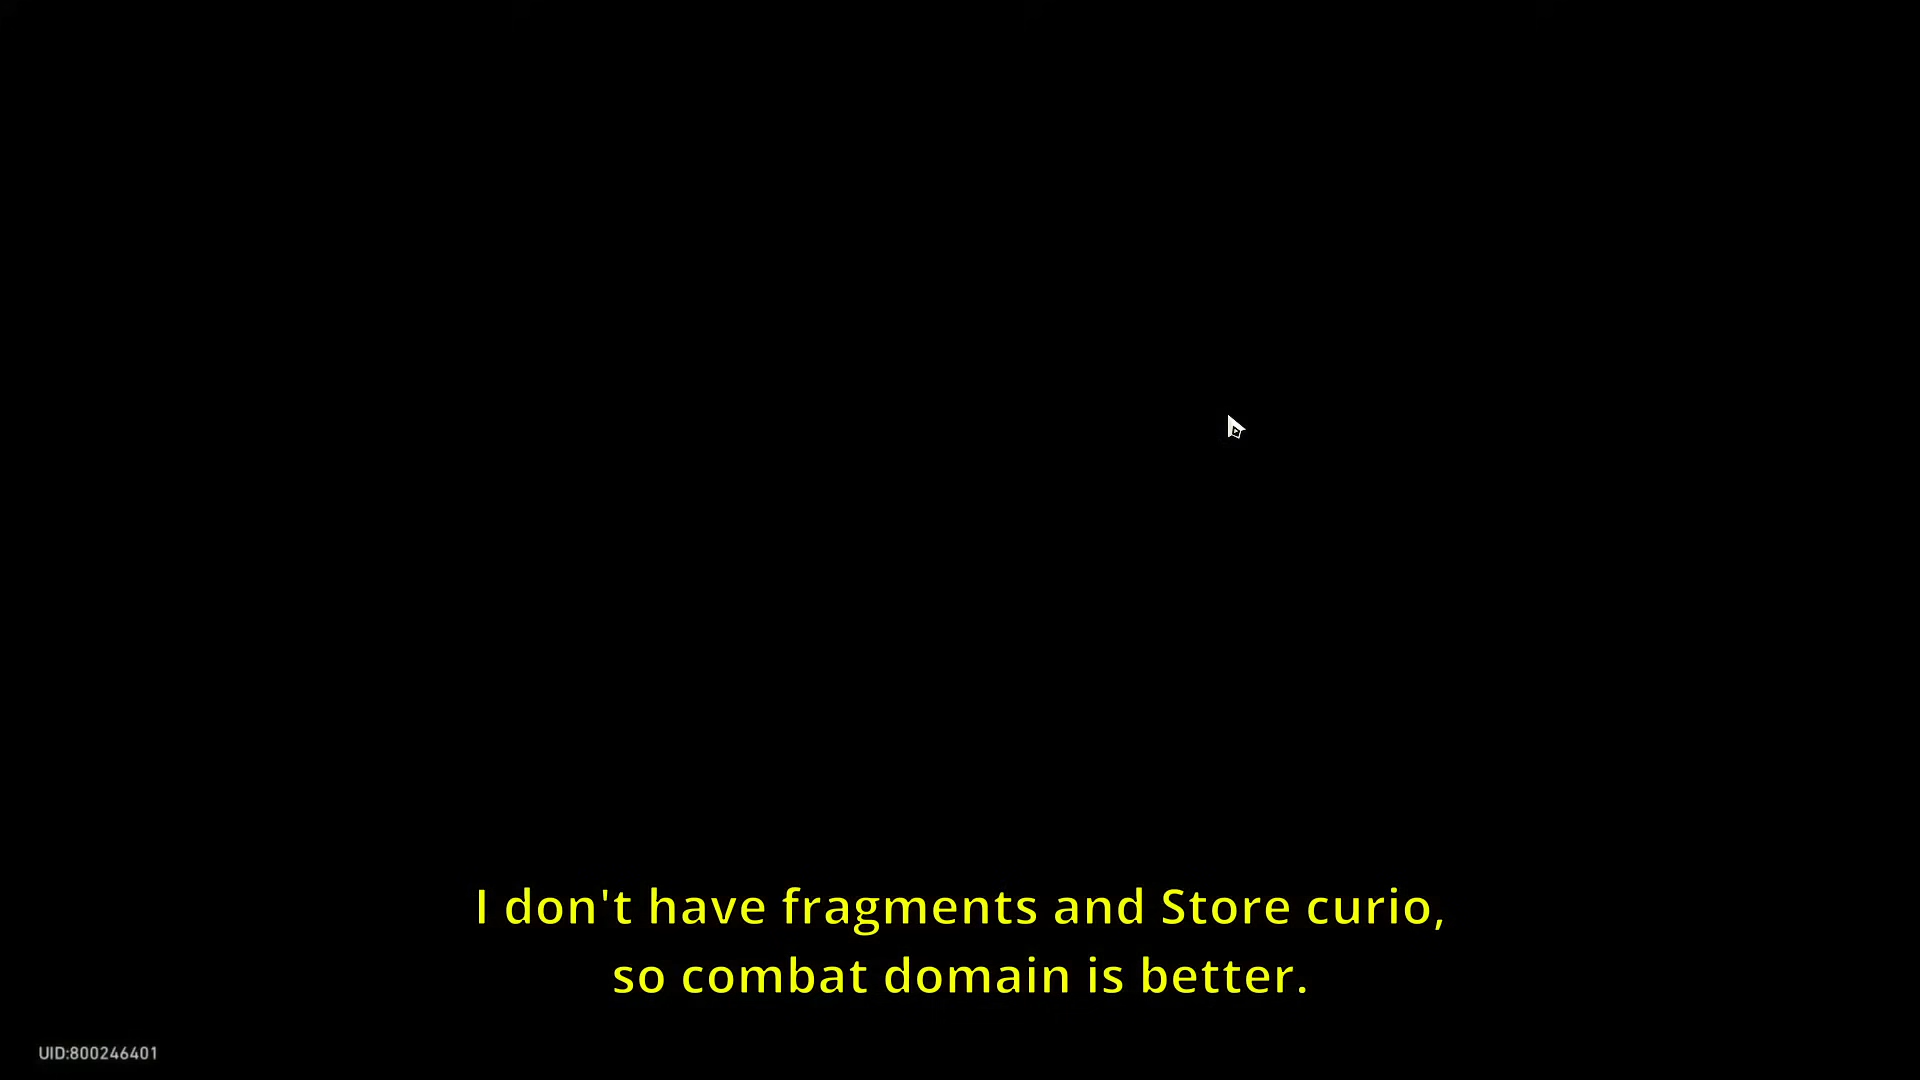 I don't have fragments and Store curio,
so combat domain is better.
UID:800246401